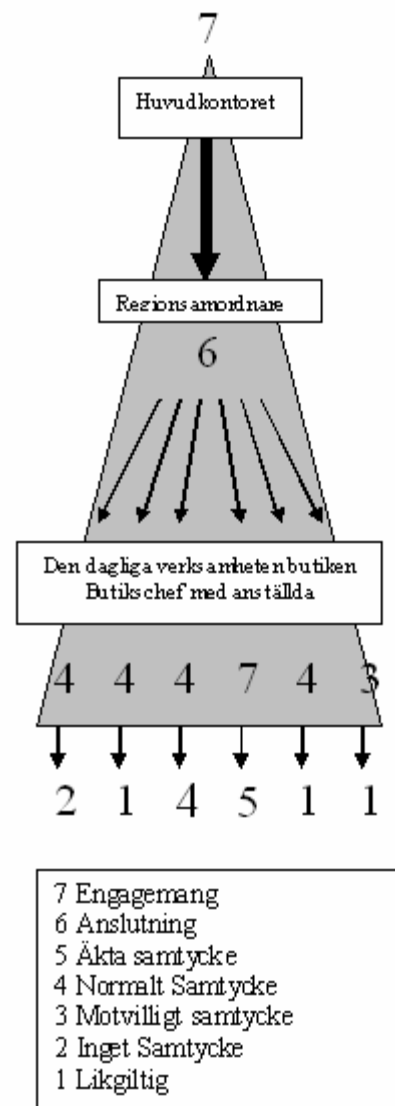 7
Huvudkontoret
Regionsamordnare
6
Den dagliga verksamheten butiken
Butikschef med anställda
4 4 4 7 4 3
2 1 4 5 1 1
7 Engagemang
6 Anslutning
5 Äkta samtycke
4 Normalt Samtycke
3 Motvilligt samtycke
2 Inget Samtycke
1 Likgiltig